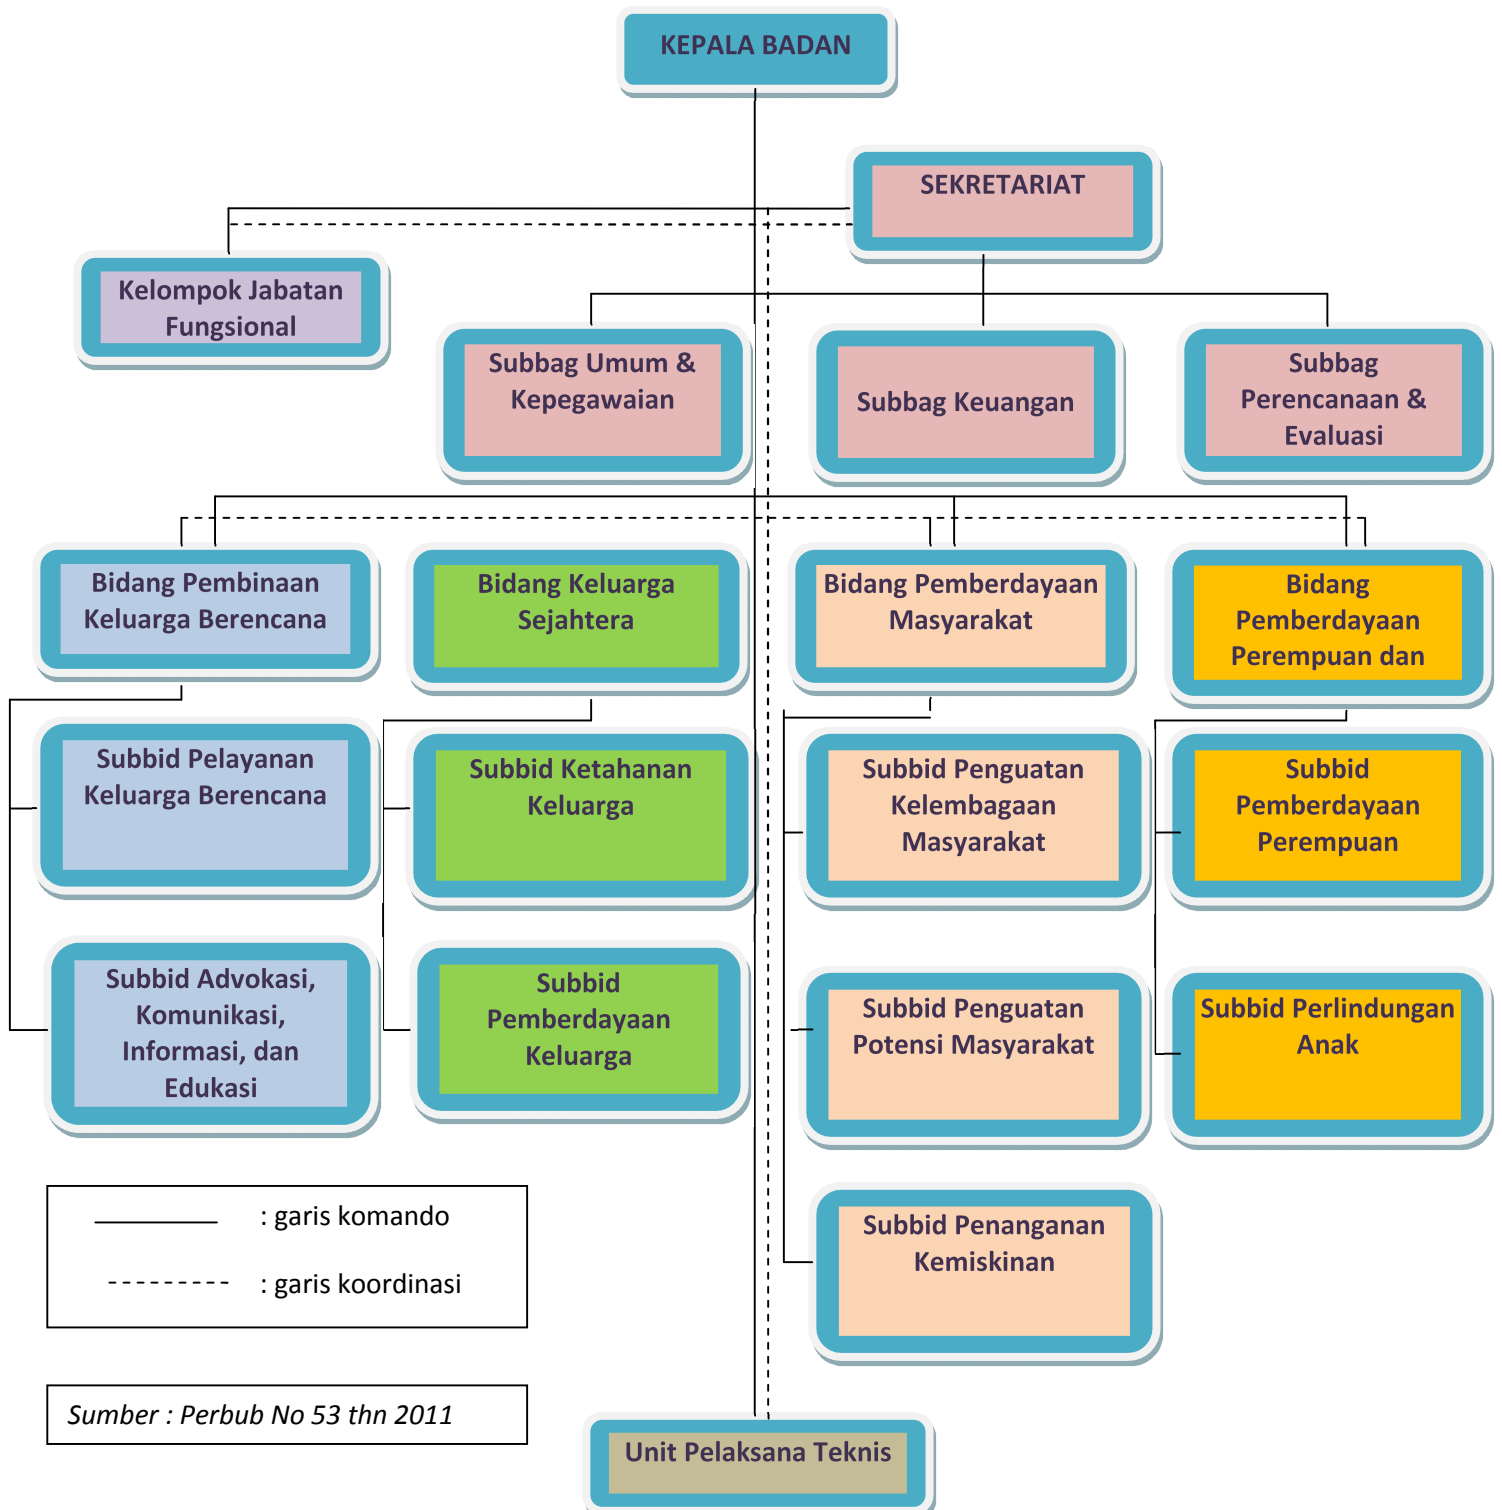 KEPALA BADAN
SEKRETARIAT
Kelompok Jabatan
Fungsional
Subbag Umum &
Kepegawaian
Subbag Keuangan
Subbag
Perencanaan &
Evaluasi
Bidang Pembinaan
Keluarga Berencana
Bidang Keluarga
Sejahtera
Bidang Pemberdayaan
Masyarakat
Bidang
Pemberdayaan
Perempuan dan
Subbid Pelayanan
Keluarga Berencana
Subbid Ketahanan
Keluarga
Subbid Penguatan
Kelembagaan
Masyarakat
Subbid
Pemberdayaan
Perempuan
Subbid Advokasi,
Komunikasi,
Informasi, dan
Edukasi
Subbid
Pemberdayaan
Keluarga
Subbid Penguatan
Potensi Masyarakat
Subbid Perlindungan
Anak
Subbid Penanganan
Kemiskinan
: garis komando
: garis koordinasi
Sumber : Perbub No 53 thn 2011
Unit Pelaksana Teknis